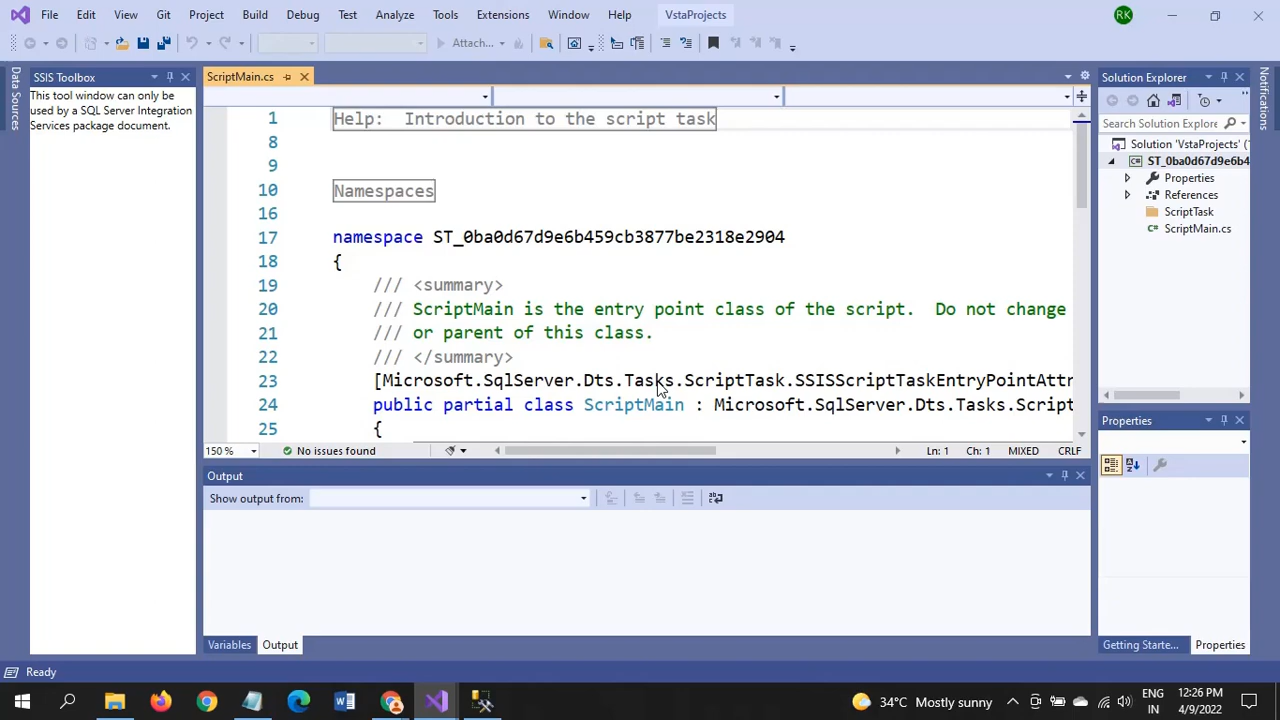 File Edit View Git Project Build Debug Test Analyze Tools Extensions Window Help VstaProjects RK
Attach...
Data Sources
SSIS Toolbox
This tool window can only be
used by a SQL Server Integration
Services package document.
ScriptMain.cs
1 Help:  Introduction to the script task
8
9
10 Namespaces
16
17 namespace ST_0ba0d67d9e6b459cb3877be2318e2904
18 {
19 /// <summary>
20 /// ScriptMain is the entry point class of the script.  Do not change
21 /// or parent of this class.
22 /// </summary>
23 [Microsoft.SqlServer.Dts.Tasks.ScriptTask.SSISScriptTaskEntryPointAttr
24 public partial class ScriptMain : Microsoft.SqlServer.Dts.Tasks.Script
25 {
150 % No issues found Ln: 1 Ch: 1 MIXED CRLF
Output
Show output from:
Variables Output
Solution Explorer
Search Solution Explore
Solution 'VstaProjects' (1
ST_0ba0d67d9e6b4
Properties
References
ScriptTask
ScriptMain.cs
Properties
Getting Starte... Properties
Notifications
Ready
34°C Mostly sunny
ENG
IN
12:26 PM
4/9/2022